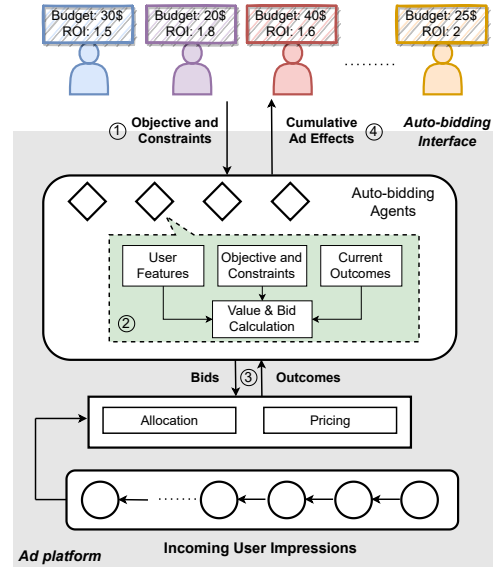 Budget: 30$
ROI: 1.5
Budget: 20$
ROI: 1.8
Budget: 40$
ROI: 1.6
Budget: 25$
ROI: 2
1
Objective and
Constraints
Cumulative
Ad Effects
4
Auto-bidding
Interface
Auto-bidding
Agents
User
Features
Objective and
Constraints
Current
Outcomes
2
Value & Bid
Calculation
Bids
3
Outcomes
Allocation
Pricing
Incoming User Impressions
Ad platform